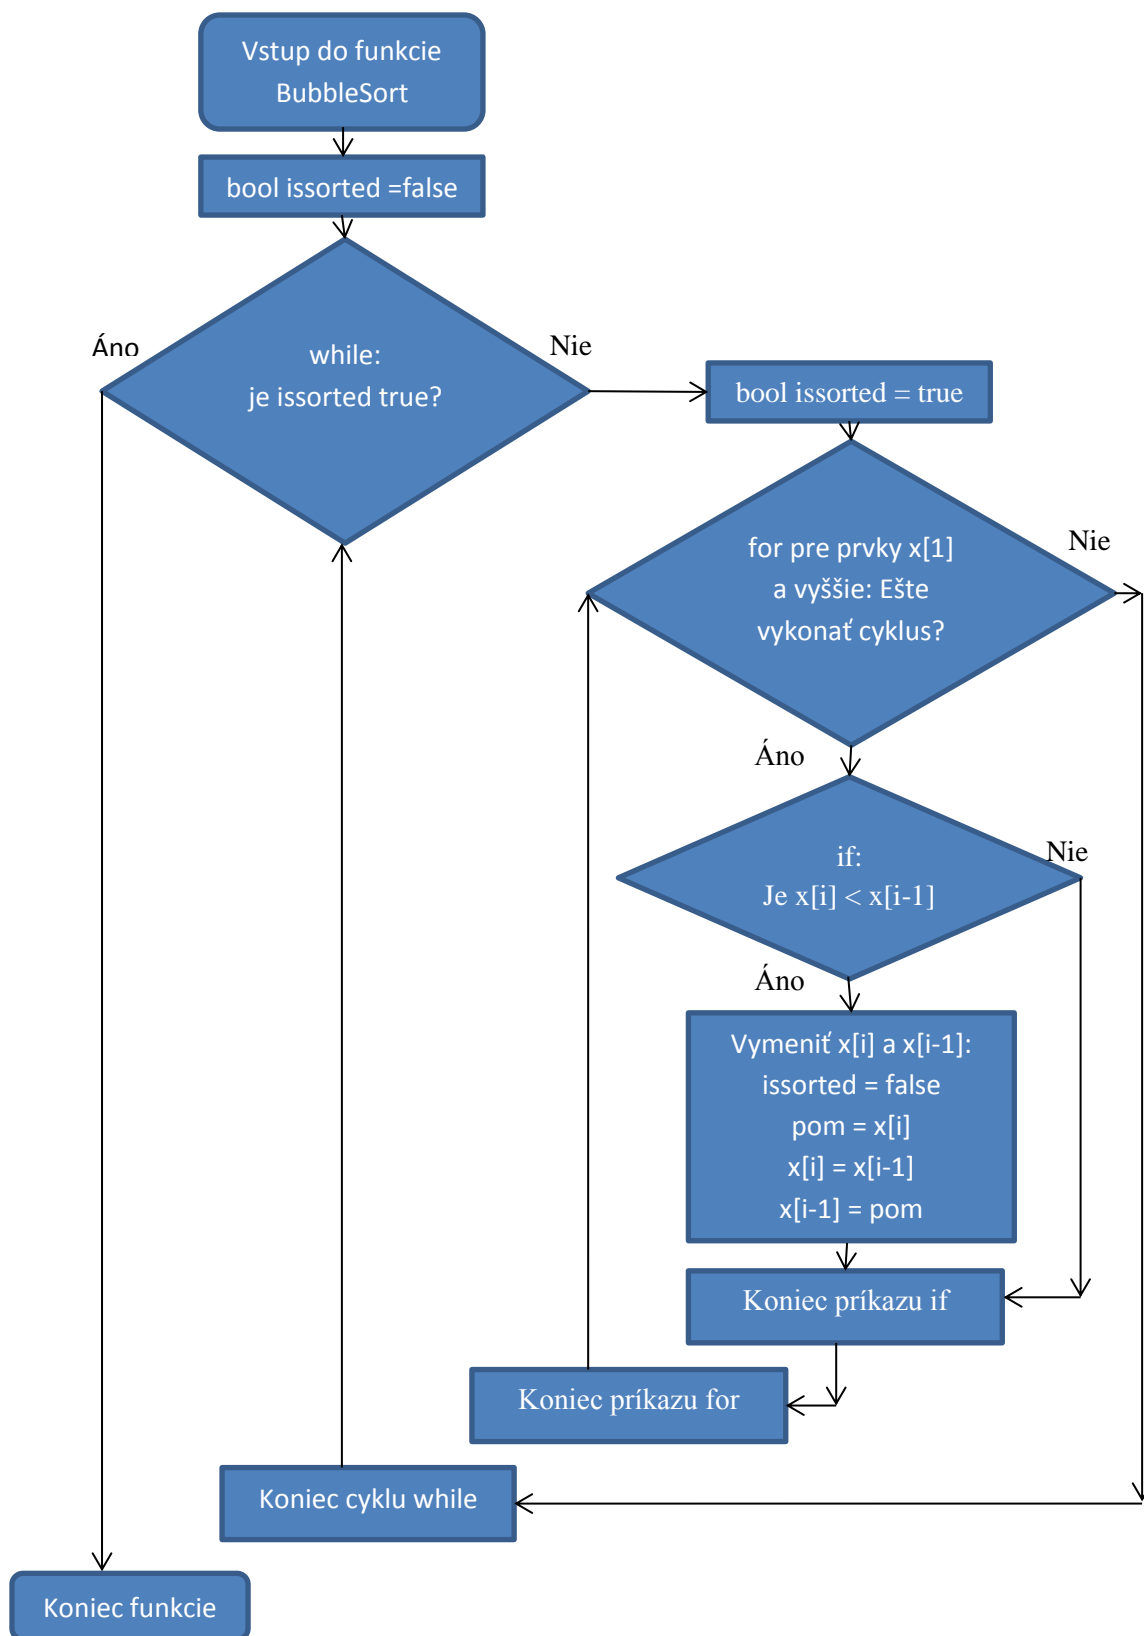 Vstup do funkcie
BubbleSort
bool issorted =false
Áno
while:
je issorted true?
Nie
bool issorted = true
for pre prvky x[1]
a vyššie: Ešte
vykonať cyklus?
Nie
Áno
if:
Je x[i] < x[i-1]
Nie
Áno
Vymeniť x[i] a x[i-1]:
issorted = false
pom = x[i]
x[i] = x[i-1]
x[i-1] = pom
Koniec príkazu if
Koniec príkazu for
Koniec cyklu while
Koniec funkcie